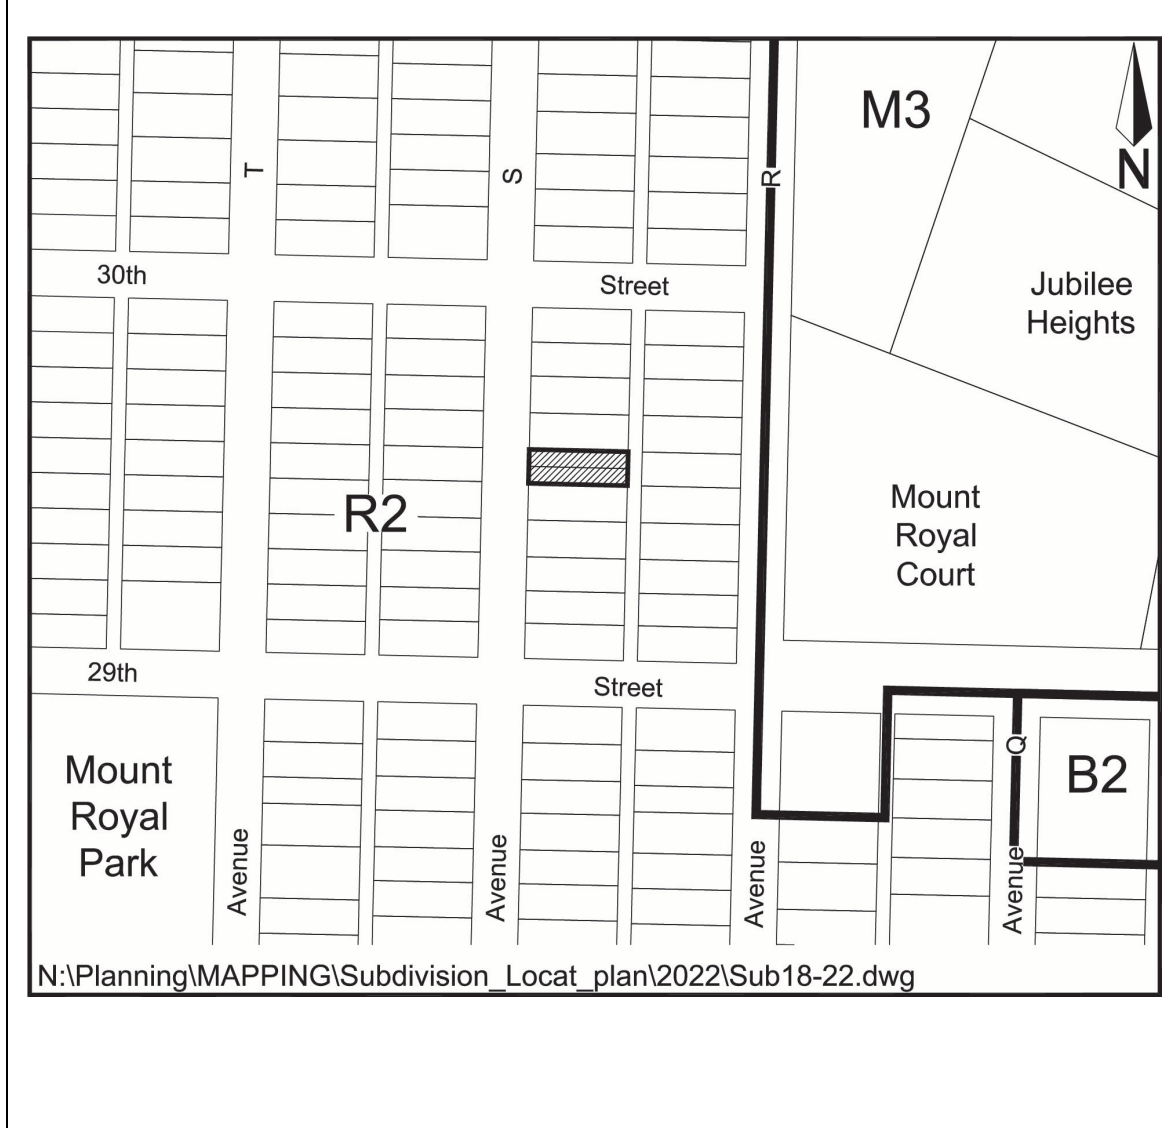 M3
N
T
S
R
30th
Street
Jubilee
Heights
R2
Mount
Royal
Court
29th
Street
Q
B2
Mount
Royal
Park
Avenue
Avenue
Avenue
Avenue
N:\Planning\MAPPING\Subdivision_Locat_plan\2022\Sub18-22.dwg